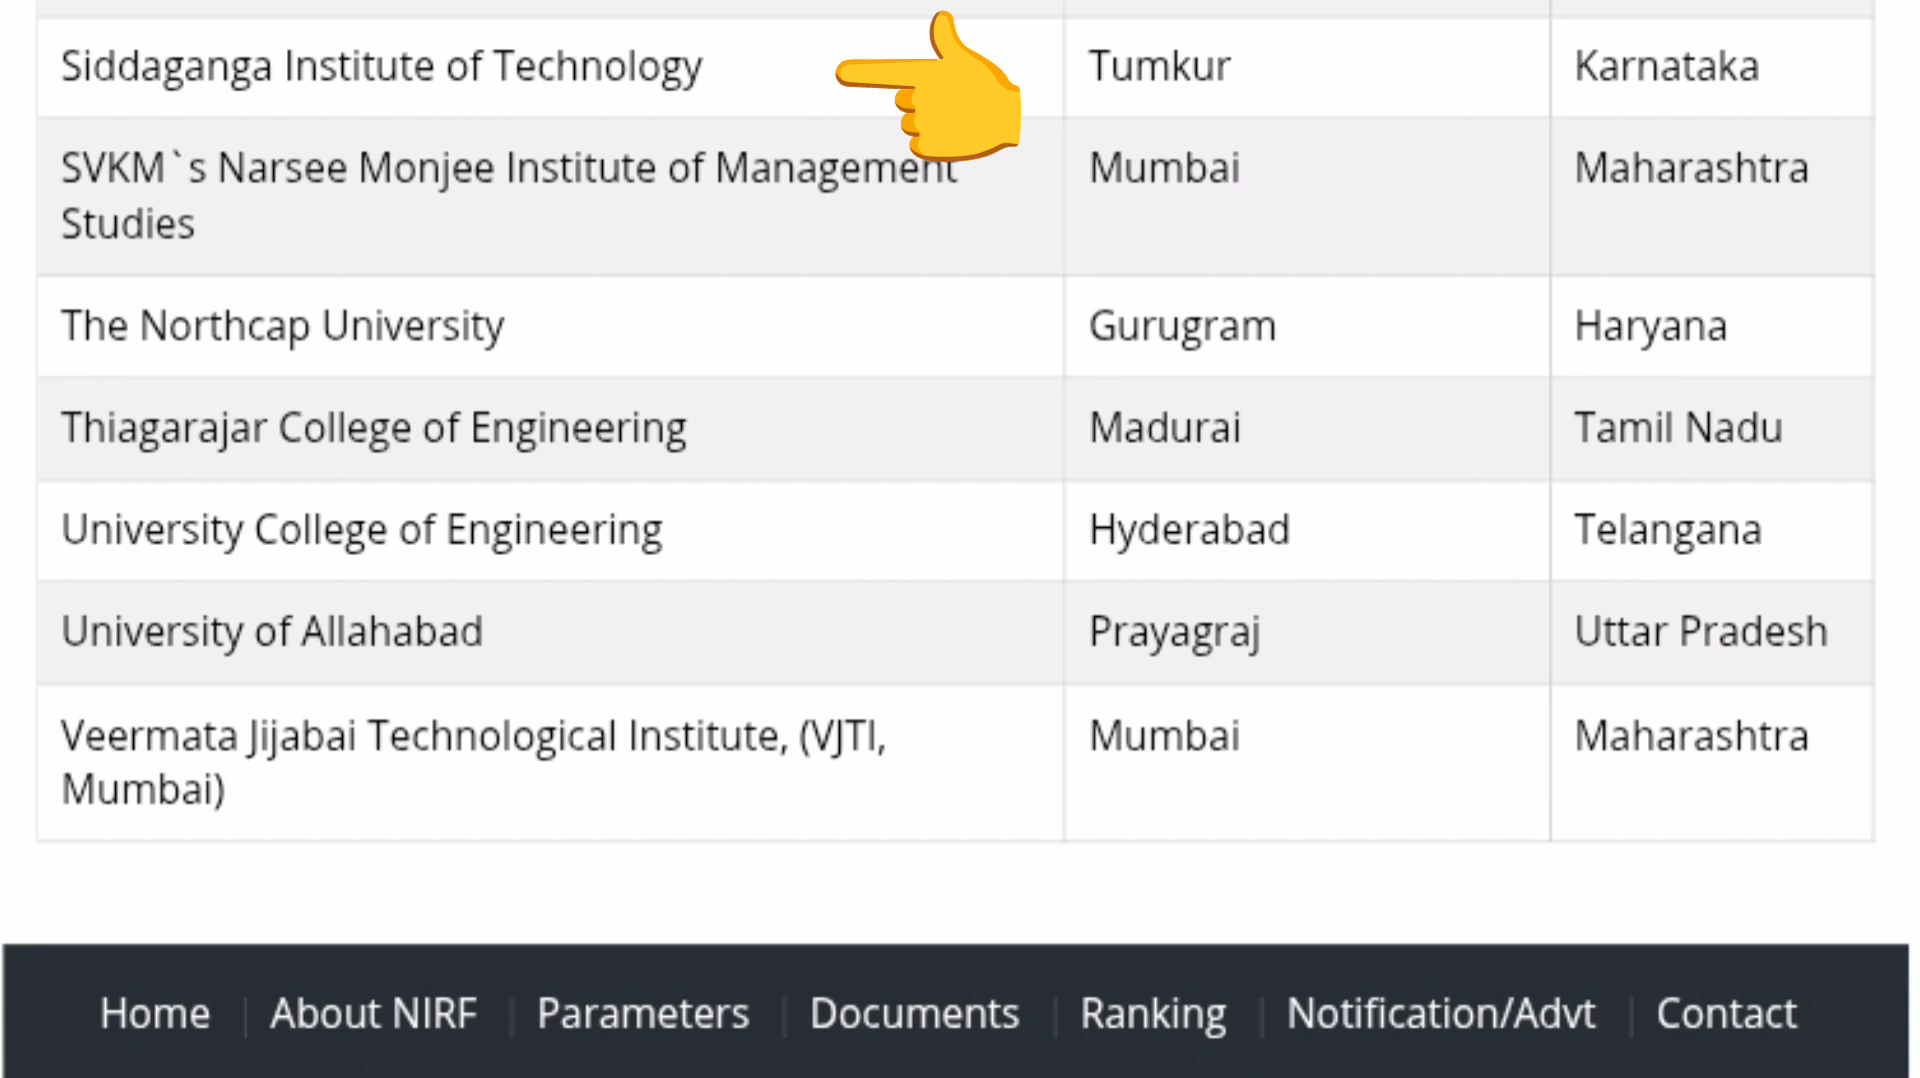 Siddaganga Institute of Technology Tumkur Karnataka
SVKM`s Narsee Monjee Institute of Management Mumbai Maharashtra
Studies
The Northcap University Gurugram Haryana
Thiagarajar College of Engineering Madurai Tamil Nadu
University College of Engineering Hyderabad Telangana
University of Allahabad Prayagraj Uttar Pradesh
Veermata Jijabai Technological Institute, (VJTI, Mumbai Maharashtra
Mumbai)
Home About NIRF Parameters Documents Ranking Notification/Advt Contact